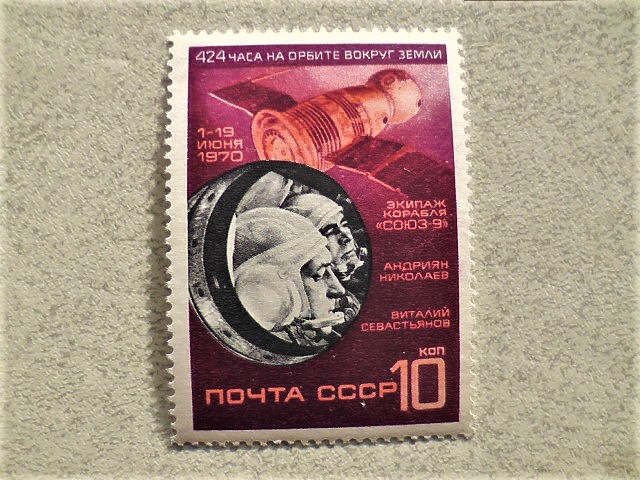 424 ЧАСА НА ОРБИТЕ ВОКРУГ ЗЕМЛИ
1-19
ИЮНЯ
1970
ЭКИПАЖ
КОРАБЛЯ
«СОЮЗ-9»
АНДРИЯН
НИКОЛАЕВ
ВИТАЛИЙ
СЕВАСТЬЯНОВ
КОП
ПОЧТА СССР 10